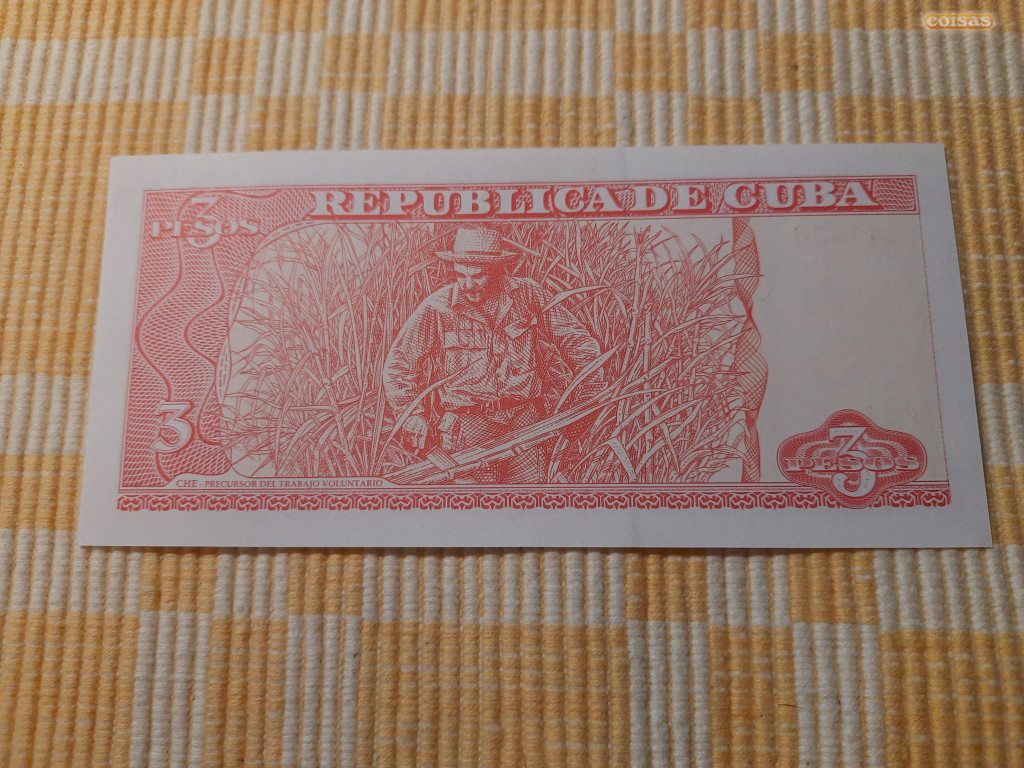 coisas
REPUBLICA DE CUBA
3
PESOS
3
CHE - PRECURSOR DEL TRABAJO VOLUNTARIO
3
PESOS